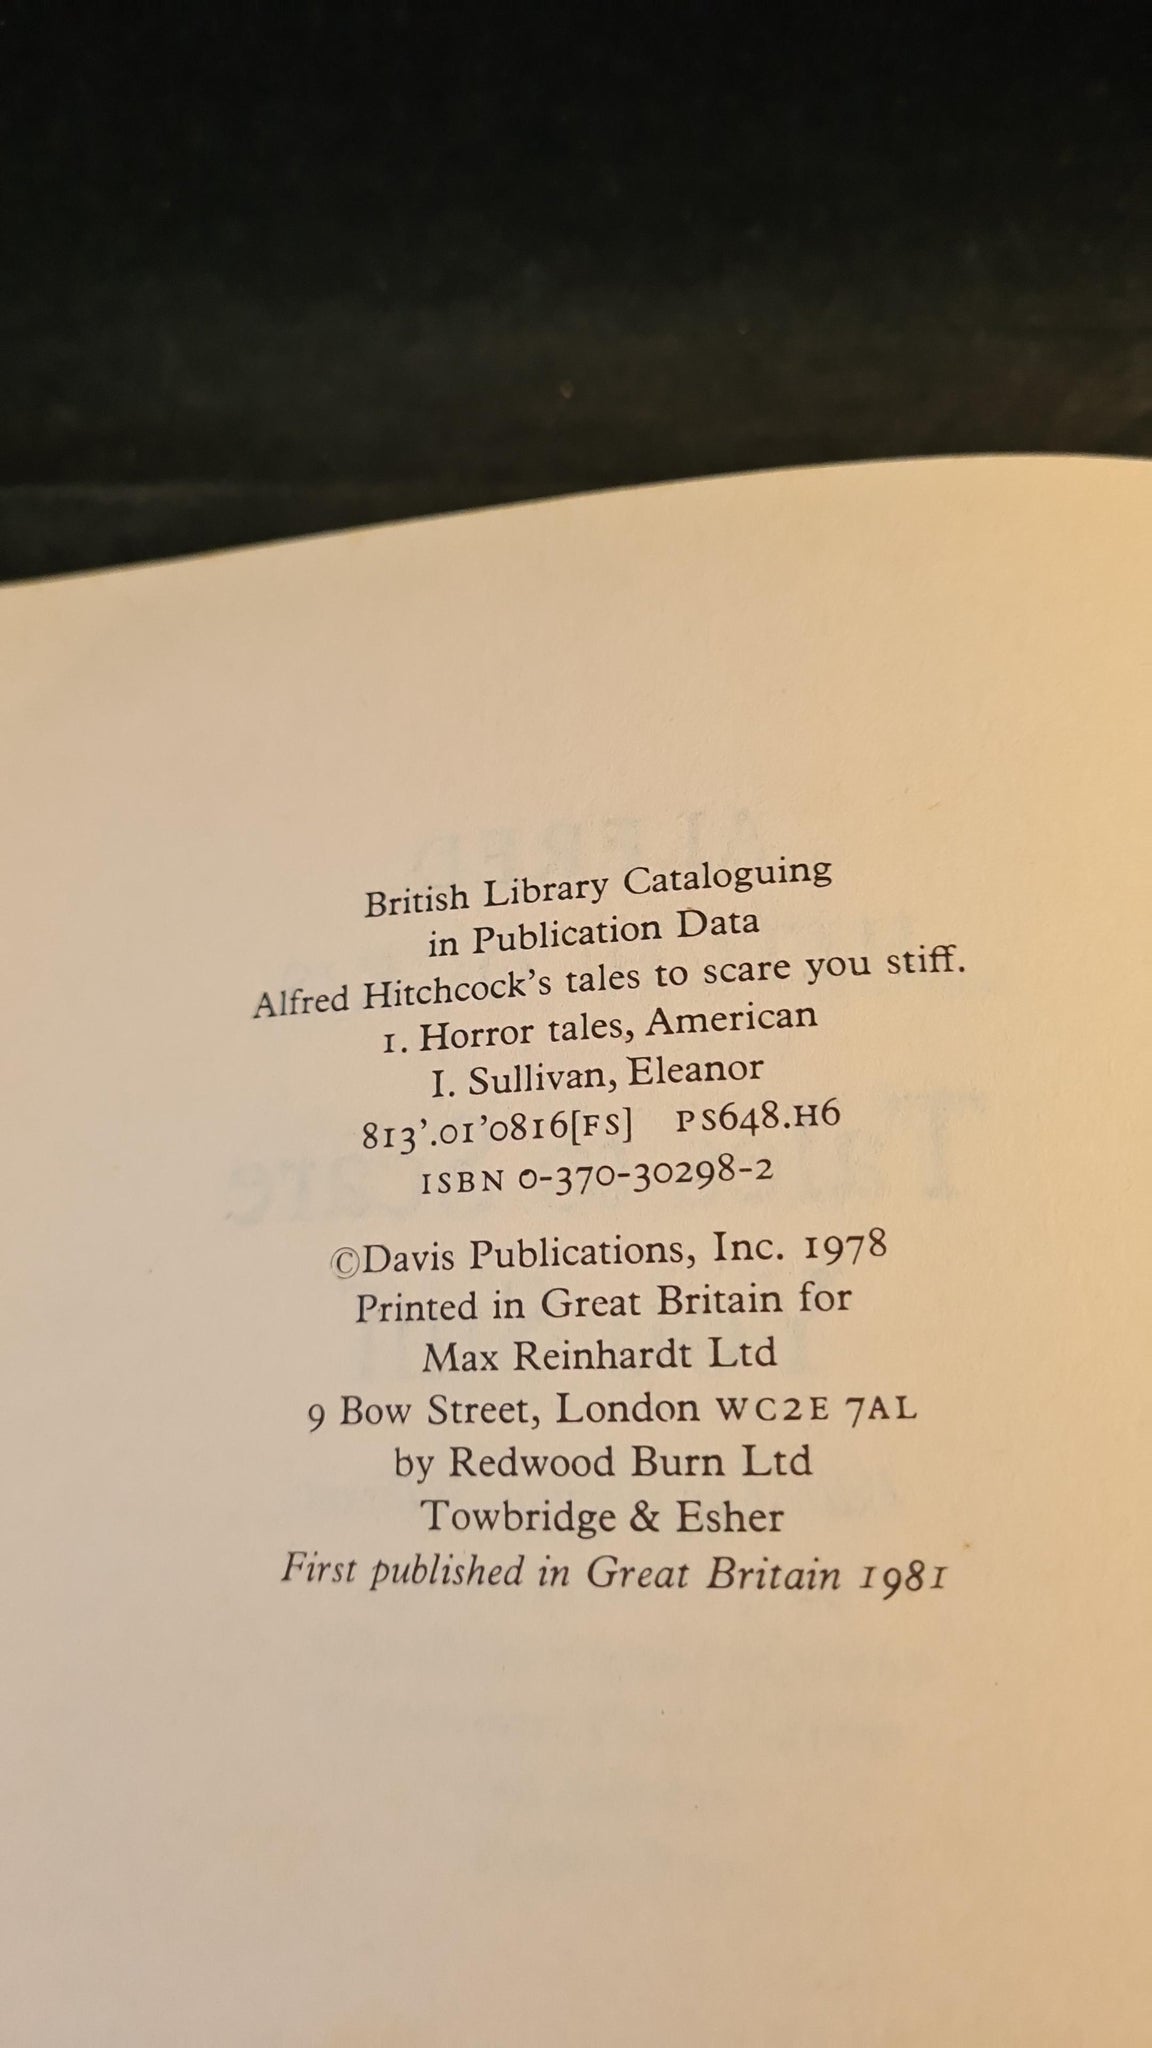 British Library Cataloguing
in Publication Data
Alfred Hitchcock's tales to scare you stiff.
1. Horror tales, American
I. Sullivan, Eleanor
813'.01'0816[FS] PS648.H6
ISBN 0-370-30298-2
©Davis Publications, Inc. 1978
Printed in Great Britain for
Max Reinhardt Ltd
9 Bow Street, London WC2E 7AL
by Redwood Burn Ltd
Towbridge & Esher
First published in Great Britain 1981